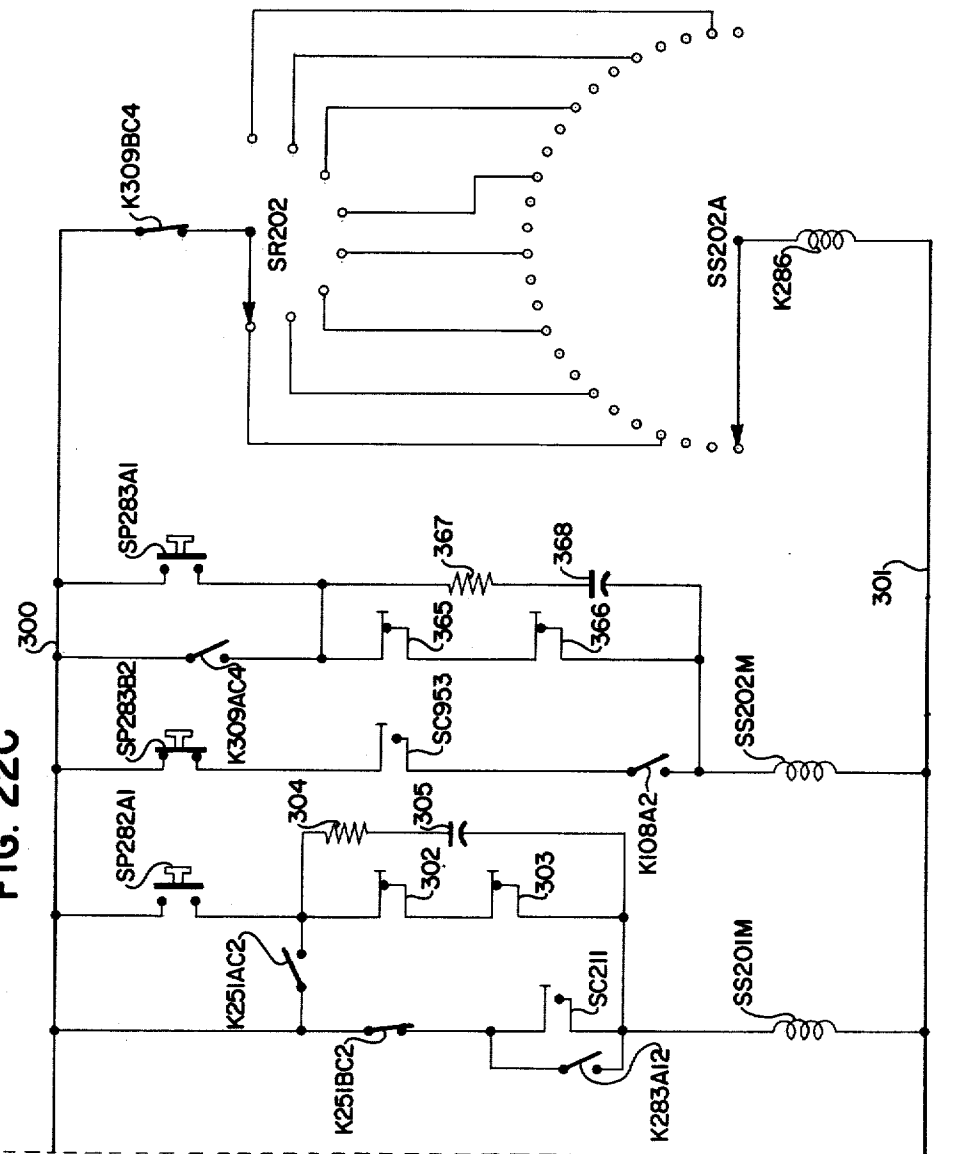 FIG. 22C
300
SP282A1
SP283B2
SP283A1
K309BC4
SR202
K251AC2
304
305
302
303
K309AC4
SC953
365
366
367
368
K251BC2
SC211
K283A12
K108A2
SS201M
SS202M
SS202A
K286
301